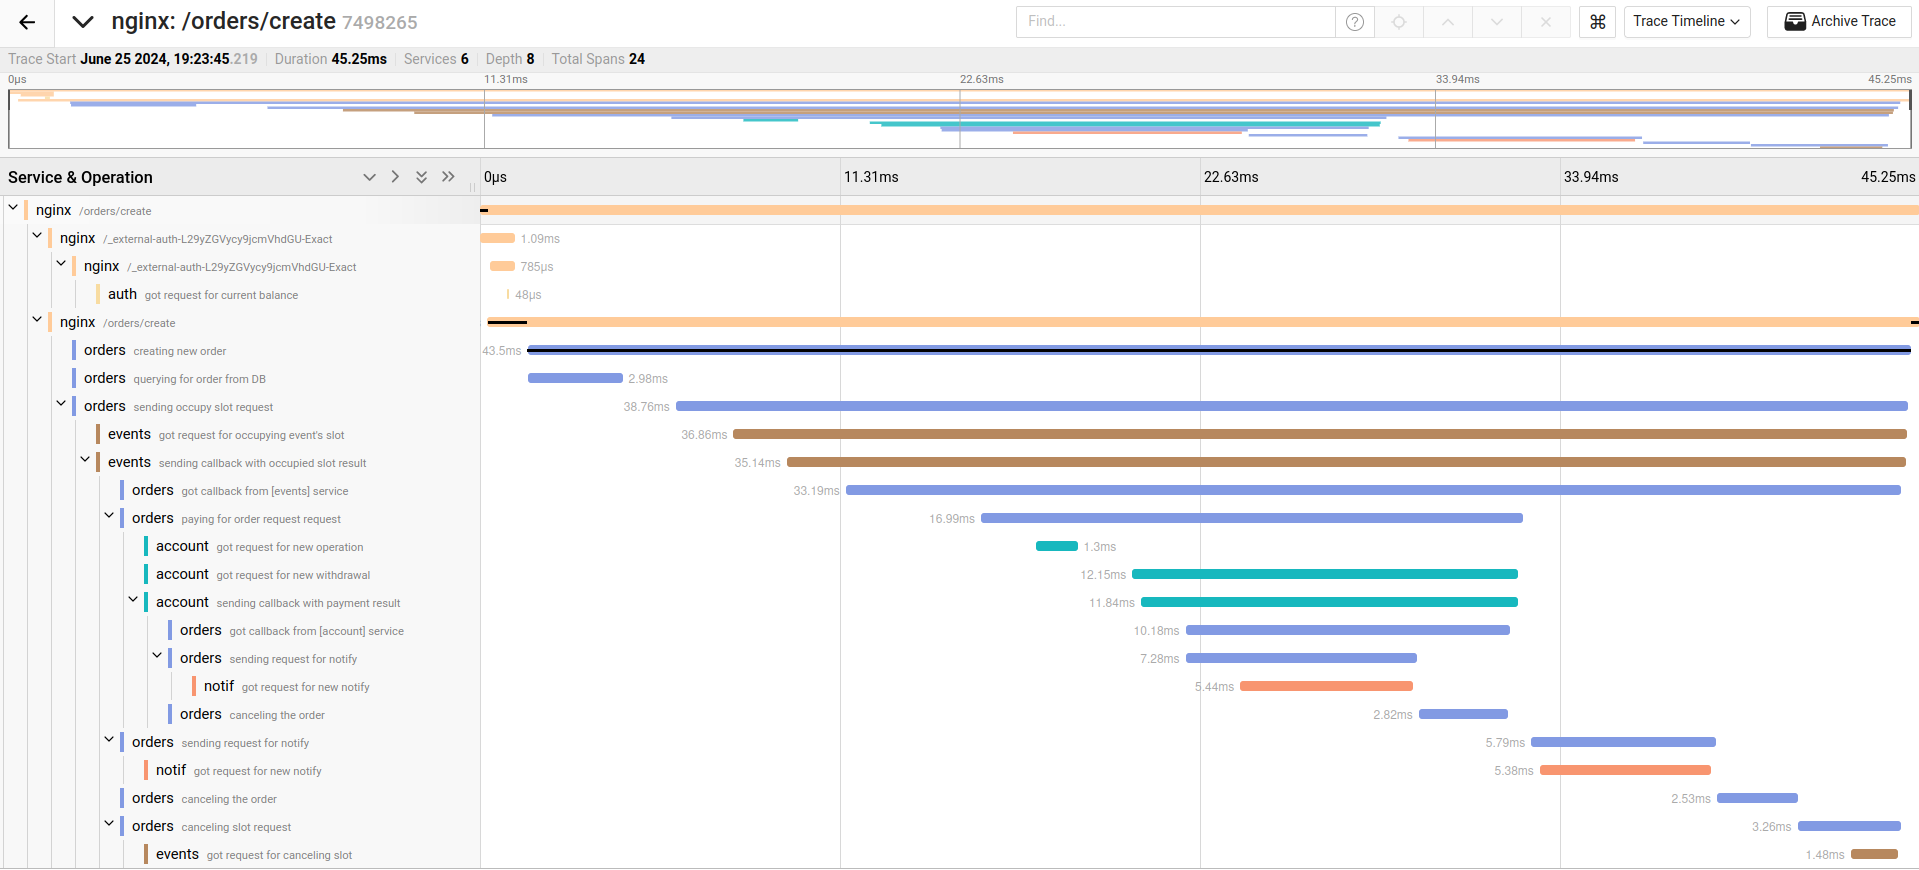 nginx: /orders/create 7498265
Find...
?
⌘
Trace Timeline
Archive Trace
Trace Start June 25 2024, 19:23:45.219 Duration 45.25ms Services 6 Depth 8 Total Spans 24
0μs 11.31ms 22.63ms 33.94ms 45.25ms
Service & Operation 0μs 11.31ms 22.63ms 33.94ms 45.25ms
nginx /orders/create
nginx /_external-auth-L29yZGVycy9jcmVhdGU-Exact 1.09ms
nginx /_external-auth-L29yZGVycy9jcmVhdGU-Exact 785μs
auth got request for current balance 48μs
nginx /orders/create
orders creating new order 43.5ms
orders querying for order from DB 2.98ms
orders sending occupy slot request 38.76ms
events got request for occupying event's slot 36.86ms
events sending callback with occupied slot result 35.14ms
orders got callback from [events] service 33.19ms
orders paying for order request request 16.99ms
account got request for new operation 1.3ms
account got request for new withdrawal 12.15ms
account sending callback with payment result 11.84ms
orders got callback from [account] service 10.18ms
orders sending request for notify 7.28ms
notif got request for new notify 5.44ms
orders canceling the order 2.82ms
orders sending request for notify 5.79ms
notif got request for new notify 5.38ms
orders canceling the order 2.53ms
orders canceling slot request 3.26ms
events got request for canceling slot 1.48ms